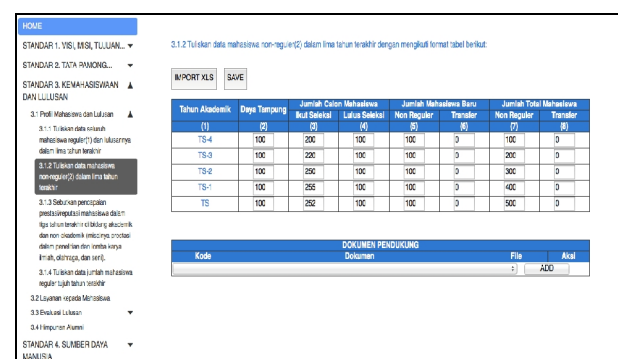 HOME
STANDAR 1. VISI, MISI, TUJUAN...
STANDAR 2. TATA PAMONG...
STANDAR 3. KEMAHASISWAAN
DAN LULUSAN
3.1 Profil Mahasiswa dan Lulusan
3.1.1 Tuliskan data seluruh
mahasiswa reguler(1) dan lulusannya
dalam lima tahun terakhir
3.1.2 Tuliskan data mahasiswa
non-reguler(2) dalam lima tahun
terakhir
3.1.3 Sebutkan pencapaian
prestasi/reputasi mahasiswa dalam
tiga tahun terakhir di bidang akademik
dan non-akademik (misalnya prestasi
dalam penelitian dan lomba karya
ilmiah, olahraga, dan seni).
3.1.4 Tuliskan data jumlah mahasiswa
reguler tujuh tahun terakhir
3.2 Layanan kepada Mahasiswa
3.3 Evaluasi Lulusan
3.4 Himpunan Alumni
STANDAR 4. SUMBER DAYA
MANUSIA
3.1.2 Tuliskan data mahasiswa non-reguler(2) dalam lima tahun terakhir dengan mengikuti format tabel berikut:
IMPORT XLS SAVE
Tahun Akademik Daya Tampung Jumlah Calon Mahasiswa Jumlah Mahasiswa Baru Jumlah Total Mahasiswa
Ikut Seleksi Lulus Seleksi Non Reguler Transfer Non Reguler Transfer
(1) (2) (3) (4) (5) (6) (7) (8)
TS-4 100 200 100 100 0 100 0
TS-3 100 220 100 100 0 200 0
TS-2 100 250 100 100 0 300 0
TS-1 100 255 100 100 0 400 0
TS 100 252 100 100 0 500 0
DOKUMEN PENDUKUNG
Kode Dokumen File Aksi
ADD